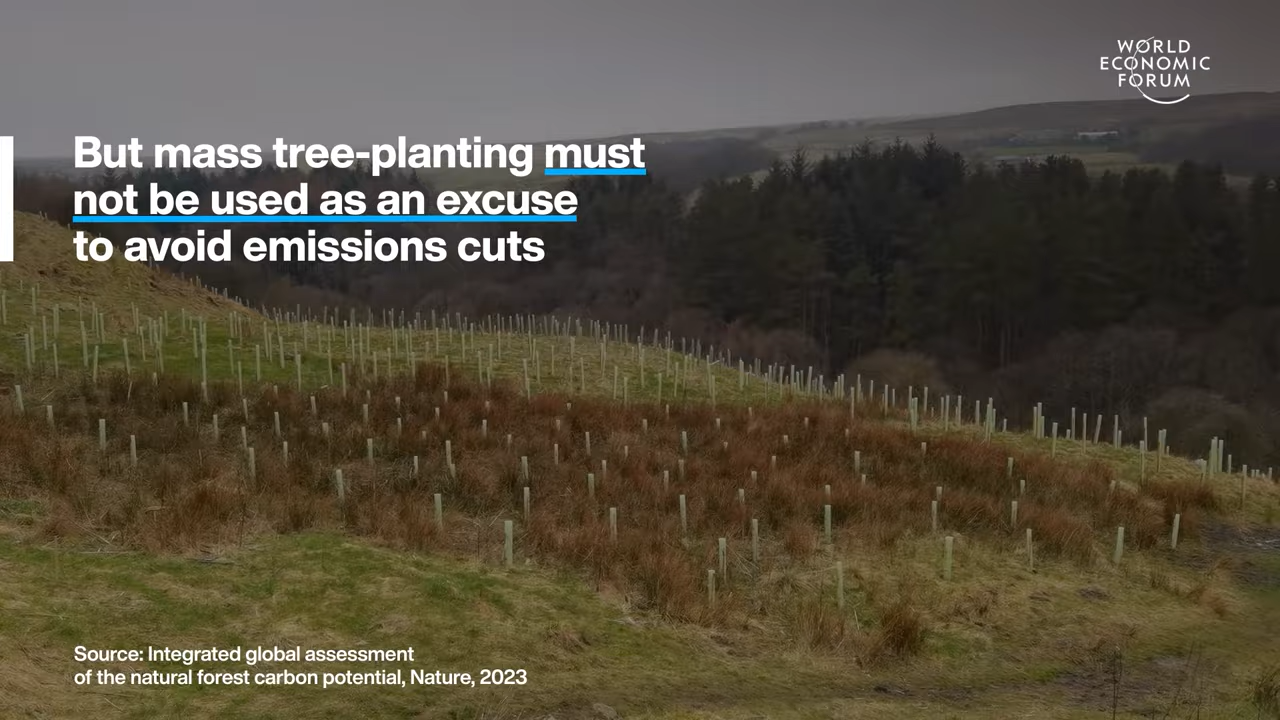 WORLD
ECONOMIC
FORUM
But mass tree-planting must
not be used as an excuse
to avoid emissions cuts
Source: Integrated global assessment
of the natural forest carbon potential, Nature, 2023